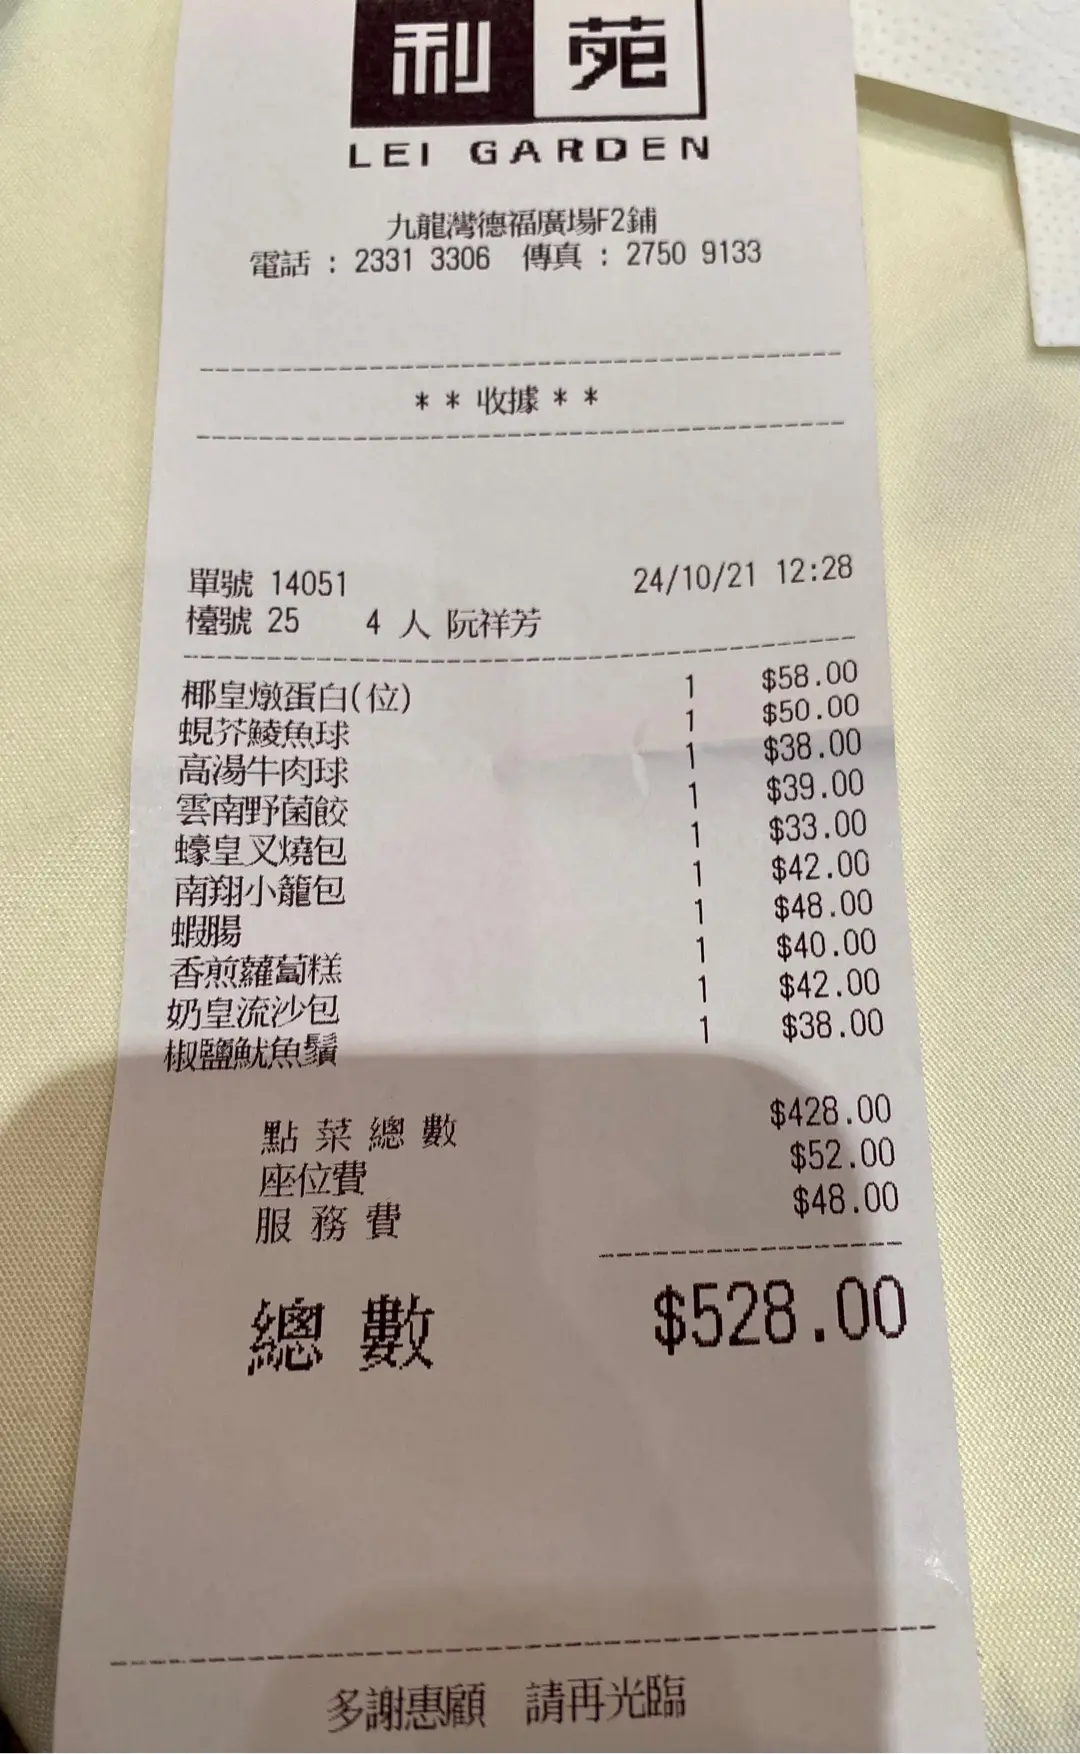 利苑
LEI GARDEN
九龍灣德福廣場F2鋪
電話 : 2331 3306 傳真 : 2750 9133
** 收據 **
單號 14051 24/10/21 12:28
檯號 25 4 人 阮祥芳
椰皇燉蛋白(位) 1 $58.00
蜆芥鯪魚球 1 $50.00
高湯牛肉球 1 $38.00
雲南野菌餃 1 $39.00
蠔皇叉燒包 1 $33.00
南翔小籠包 1 $42.00
蝦腸 1 $48.00
香煎蘿蔔糕 1 $40.00
奶皇流沙包 1 $42.00
椒鹽魷魚鬚 1 $38.00
點菜總數 $428.00
座位費 $52.00
服務費 $48.00
總數 $528.00
多謝惠顧 請再光臨